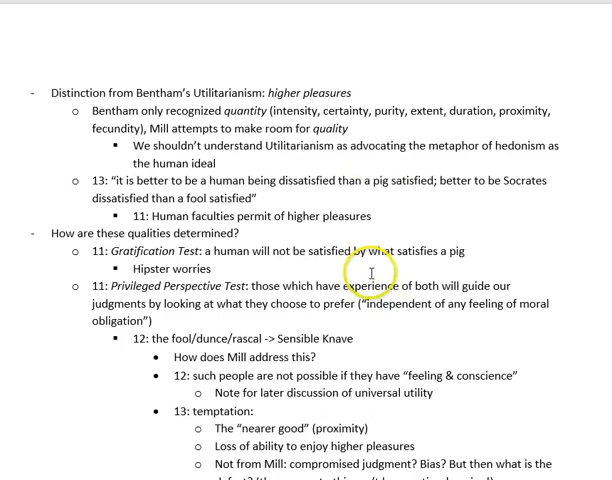 - Distinction from Bentham's Utilitarianism: higher pleasures
o Bentham only recognized quantity (intensity, certainty, purity, extent, duration, proximity,
fecundity), Mill attempts to make room for quality
▪ We shouldn't understand Utilitarianism as advocating the metaphor of hedonism as
the human ideal
o 13: "it is better to be a human being dissatisfied than a pig satisfied; better to be Socrates
dissatisfied than a fool satisfied"
▪ 11: Human faculties permit of higher pleasures
- How are these qualities determined?
o 11: Gratification Test: a human will not be satisfied by what satisfies a pig
▪ Hipster worries
o 11: Privileged Perspective Test: those which have experience of both will guide our
judgments by looking at what they choose to prefer ("independent of any feeling of moral
obligation")
▪ 12: the fool/dunce/rascal -> Sensible Knave
• How does Mill address this?
• 12: such people are not possible if they have "feeling & conscience"
o Note for later discussion of universal utility
• 13: temptation:
o The "nearer good" (proximity)
o Loss of ability to enjoy higher pleasures
o Not from Mill: compromised judgment? Bias? But then what is the